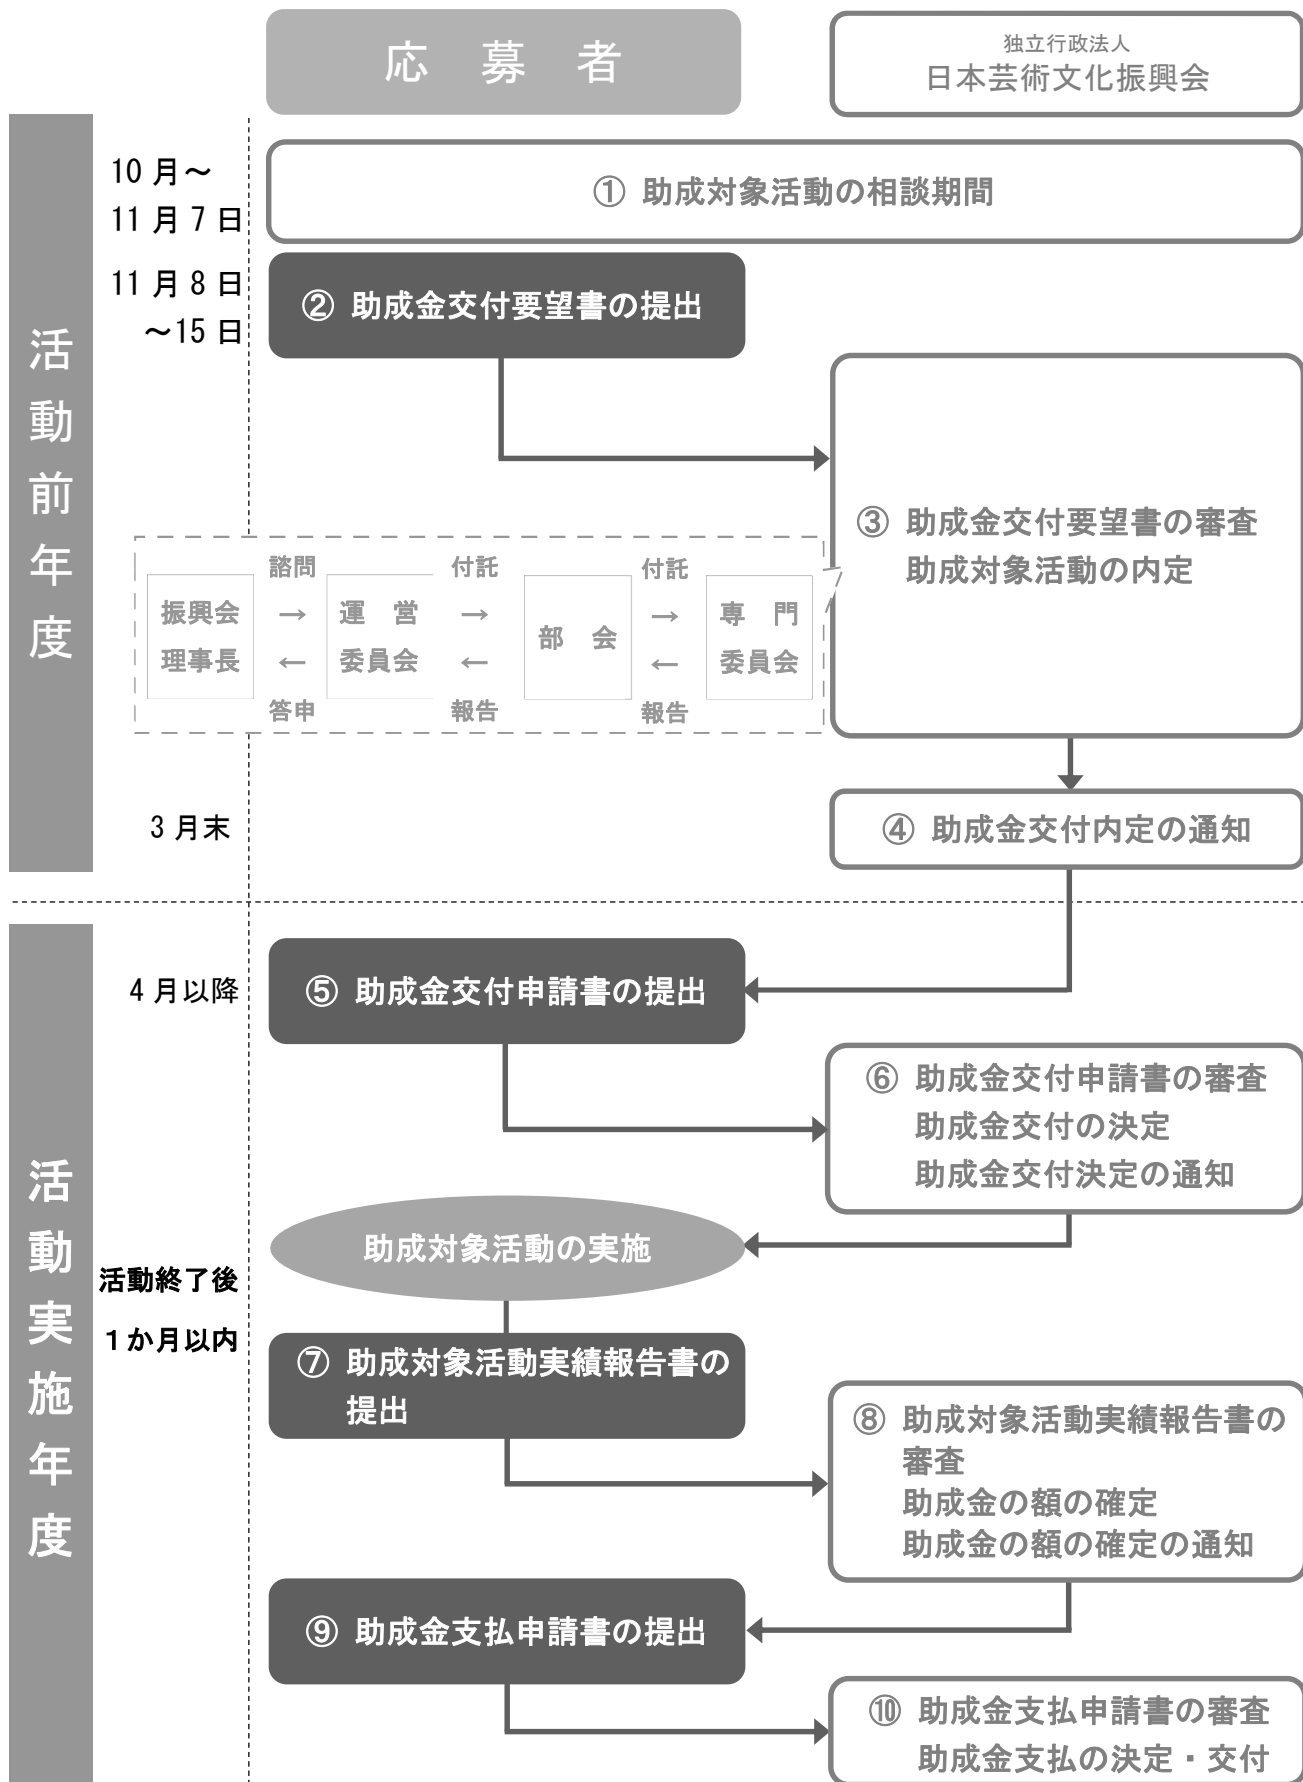 応 募 者
独立行政法人
日本芸術文化振興会
活動前年度
10 月～
11 月 7 日
① 助成対象活動の相談期間
11 月 8 日
～15 日
② 助成金交付要望書の提出
③ 助成金交付要望書の審査
助成対象活動の内定
諮問
付託
付託
振興会
理事長
→
←
運 営
委員会
→
←
部 会
→
←
専 門
委員会
答申
報告
報告
3 月末
④ 助成金交付内定の通知
活動実施年度
4 月以降
⑤ 助成金交付申請書の提出
⑥ 助成金交付申請書の審査
助成金交付の決定
助成金交付決定の通知
助成対象活動の実施
活動終了後
１か月以内
⑦ 助成対象活動実績報告書の
提出
⑧ 助成対象活動実績報告書の
審査
助成金の額の確定
助成金の額の確定の通知
⑨ 助成金支払申請書の提出
⑩ 助成金支払申請書の審査
助成金支払の決定・交付